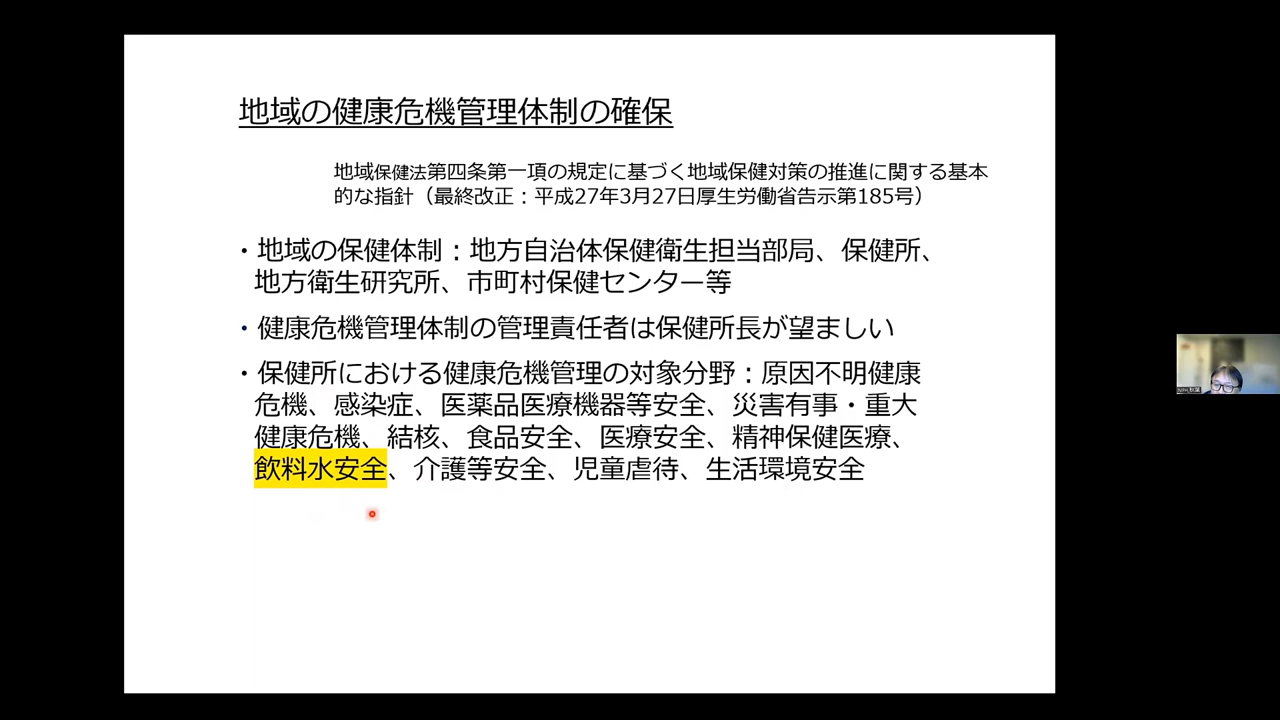 地域の健康危機管理体制の確保
地域保健法第四条第一項の規定に基づく地域保健対策の推進に関する基本
的な指針（最終改正：平成27年3月27日厚生労働省告示第185号）
・地域の保健体制：地方自治体保健衛生担当部局、保健所、
地方衛生研究所、市町村保健センター等
・健康危機管理体制の管理責任者は保健所長が望ましい
・保健所における健康危機管理の対象分野：原因不明健康
危機、感染症、医薬品医療機器等安全、災害有事・重大
健康危機、結核、食品安全、医療安全、精神保健医療、
飲料水安全、介護等安全、児童虐待、生活環境安全